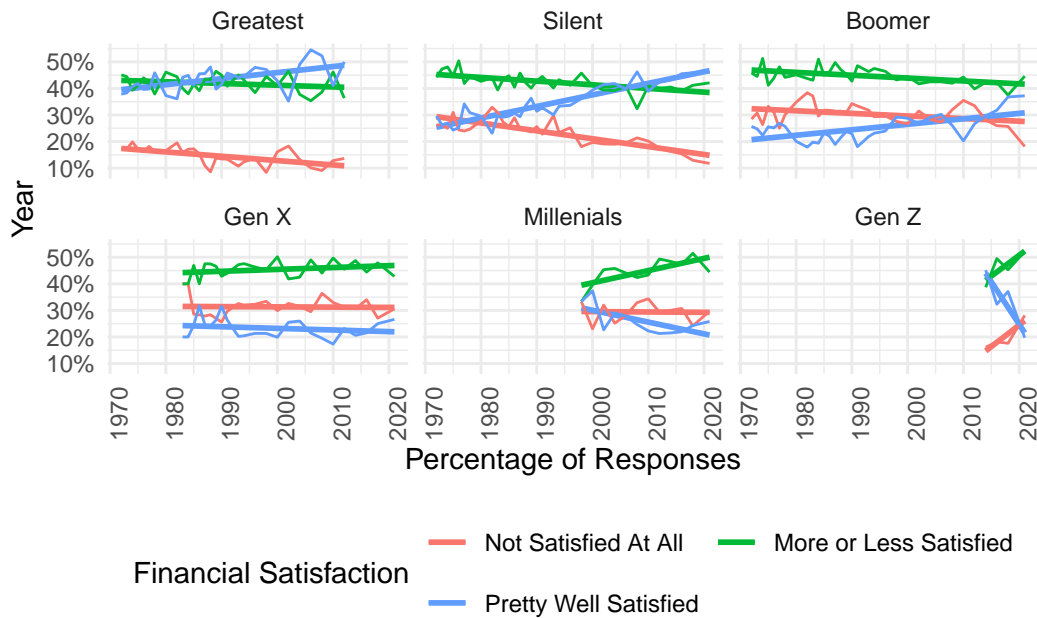 Greatest Silent Boomer
50%
40%
30%
20%
10%
Year
Gen X Millenials Gen Z
50%
40%
30%
20%
10%
1970 1980 1990 2000 2010 2020 1970 1980 1990 2000 2010 2020 1970 1980 1990 2000 2010 2020
Percentage of Responses
Financial Satisfaction
Not Satisfied At All More or Less Satisfied
Pretty Well Satisfied